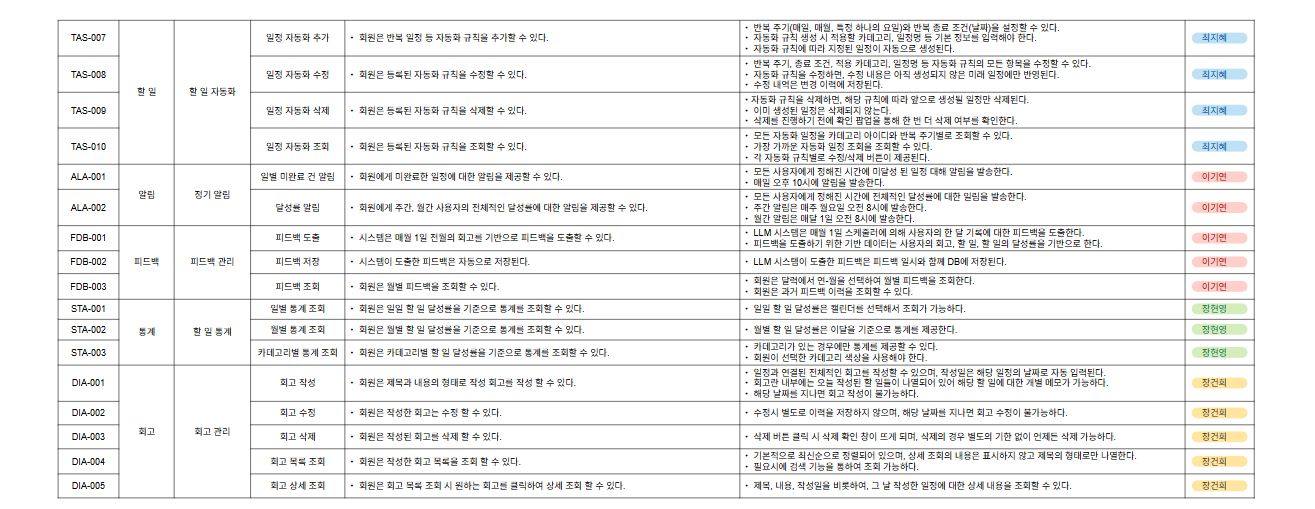 TAS-007
할 일
할 일 자동화
일정 자동화 추가
• 회원은 반복 일정 등 자동화 규칙을 추가할 수 있다.
• 반복 주기(매일, 매월, 특정 하나의 요일)와 반복 종료 조건(날짜)을 설정할 수 있다.
• 자동화 규칙 생성 시 적용할 카테고리, 일정명 등 기본 정보를 입력해야 한다.
• 자동화 규칙에 따라 지정된 일정이 자동으로 생성된다.
최지혜
TAS-008
일정 자동화 수정
• 회원은 등록된 자동화 규칙을 수정할 수 있다.
• 반복 주기, 종료 조건, 적용 카테고리, 일정명 등 자동화 규칙의 모든 항목을 수정할 수 있다.
• 자동화 규칙을 수정하면, 수정 내용은 아직 생성되지 않은 미래 일정에만 반영된다.
• 수정 내역은 변경 이력에 저장된다.
최지혜
TAS-009
일정 자동화 삭제
• 회원은 등록된 자동화 규칙을 삭제할 수 있다.
• 자동화 규칙을 삭제하면, 해당 규칙에 따라 앞으로 생성될 일정만 삭제된다.
• 이미 생성된 일정은 삭제되지 않는다.
• 삭제를 진행하기 전에 확인 팝업을 통해 한 번 더 삭제 여부를 확인한다.
최지혜
TAS-010
일정 자동화 조회
• 회원은 등록된 자동화 규칙을 조회할 수 있다.
• 모든 자동화 일정을 카테고리 아이디와 반복 주기별로 조회할 수 있다.
• 가장 가까운 자동화 일정 조회를 조회할 수 있다.
• 각 자동화 규칙별로 수정/삭제 버튼이 제공된다.
최지혜
ALA-001
알림
정기 알림
일별 미완료 건 알림
• 회원에게 미완료한 일정에 대한 알림을 제공할 수 있다.
• 모든 사용자에게 정해진 시간에 미달성 된 일정 대해 알림을 발송한다.
• 매일 오후 10시에 알림을 발송한다.
이기연
ALA-002
달성률 알림
• 회원에게 주간, 월간 사용자의 전체적인 달성률에 대한 알림을 제공할 수 있다.
• 모든 사용자에게 정해진 시간에 전체적인 달성률에 대한 알림을 발송한다.
• 주간 알림은 매주 월요일 오전 8시에 발송한다.
• 월간 알림은 매달 1일 오전 8시에 발송한다.
이기연
FDB-001
피드백
피드백 관리
피드백 도출
• 시스템은 매월 1일 전월의 회고를 기반으로 피드백을 도출할 수 있다.
• LLM 시스템은 매월 1일 스케줄러에 의해 사용자의 한 달 기록에 대한 피드백을 도출한다.
• 피드백을 도출하기 위한 기반 데이터는 사용자의 회고, 할 일, 할 일의 달성률을 기반으로 한다.
이기연
FDB-002
피드백 저장
• 시스템이 도출한 피드백은 자동으로 저장된다.
• LLM 시스템이 도출한 피드백은 피드백 일시와 함께 DB에 저장된다.
이기연
FDB-003
피드백 조회
• 회원은 월별 피드백을 조회할 수 있다.
• 회원은 달력에서 연-월을 선택하여 월별 피드백을 조회한다.
• 회원은 과거 피드백 이력을 조회할 수 있다.
이기연
STA-001
통계
할 일 통계
일별 통계 조회
• 회원은 일일 할 일 달성률을 기준으로 통계를 조회할 수 있다.
• 일일 할 일 달성률은 캘린더를 선택해서 조회가 가능하다.
장현영
STA-002
월별 통계 조회
• 회원은 월별 할 일 달성률을 기준으로 통계를 조회할 수 있다.
• 월별 할 일 달성률은 이달을 기준으로 통계를 제공한다.
장현영
STA-003
카테고리별 통계 조회
• 회원은 카테고리별 할 일 달성률을 기준으로 통계를 조회할 수 있다.
• 카테고리가 있는 경우에만 통계를 제공할 수 있다.
• 회원이 선택한 카테고리 색상을 사용해야 한다.
장현영
DIA-001
회고
회고 관리
회고 작성
• 회원은 제목과 내용의 형태로 작성 회고를 작성 할 수 있다.
• 일정과 연결된 전체적인 회고를 작성할 수 있으며, 작성일은 해당 일정의 날짜로 자동 입력된다.
• 회고란 내부에는 오늘 작성된 할 일들이 나열되어 있어 해당 할 일에 대한 개별 메모가 가능하다.
• 해당 날짜를 지나면 회고 작성이 불가능하다.
장건희
DIA-002
회고 수정
• 회원은 작성한 회고는 수정 할 수 있다.
• 수정시 별도로 이력을 저장하지 않으며, 해당 날짜를 지나면 회고 수정이 불가능하다.
장건희
DIA-003
회고 삭제
• 회원은 작성된 회고를 삭제 할 수 있다.
• 삭제 버튼 클릭 시 삭제 확인 창이 뜨게 되며, 삭제의 경우 별도의 기한 없이 언제든 삭제 가능하다.
장건희
DIA-004
회고 목록 조회
• 회원은 작성한 회고 목록을 조회 할 수 있다.
• 기본적으로 최신순으로 정렬되어 있으며, 상세 조회의 내용은 표시하지 않고 제목의 형태로만 나열한다.
• 필요시에 검색 기능을 통하여 조회 가능하다.
장건희
DIA-005
회고 상세 조회
• 회원은 회고 목록 조회 시 원하는 회고를 클릭하여 상세 조회 할 수 있다.
• 제목, 내용, 작성일을 비롯하여, 그 날 작성한 일정에 대한 상세 내용을 조회할 수 있다.
장건희